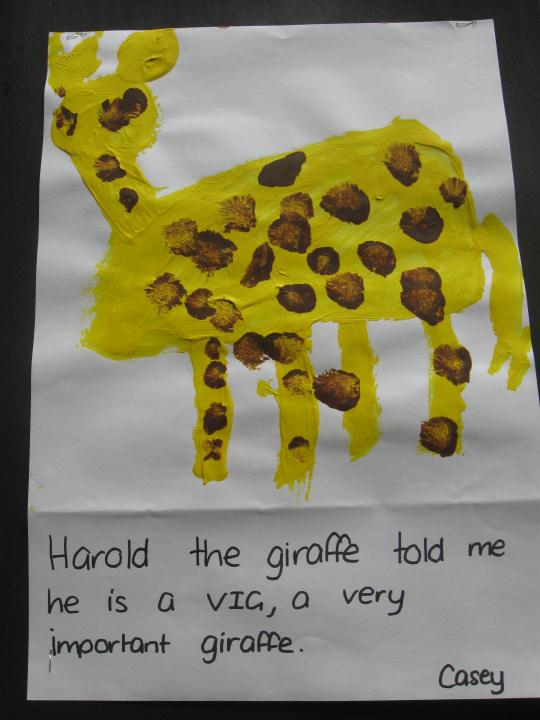 Harold the giraffe told me
he is a VIG, a very
important giraffe.
Casey